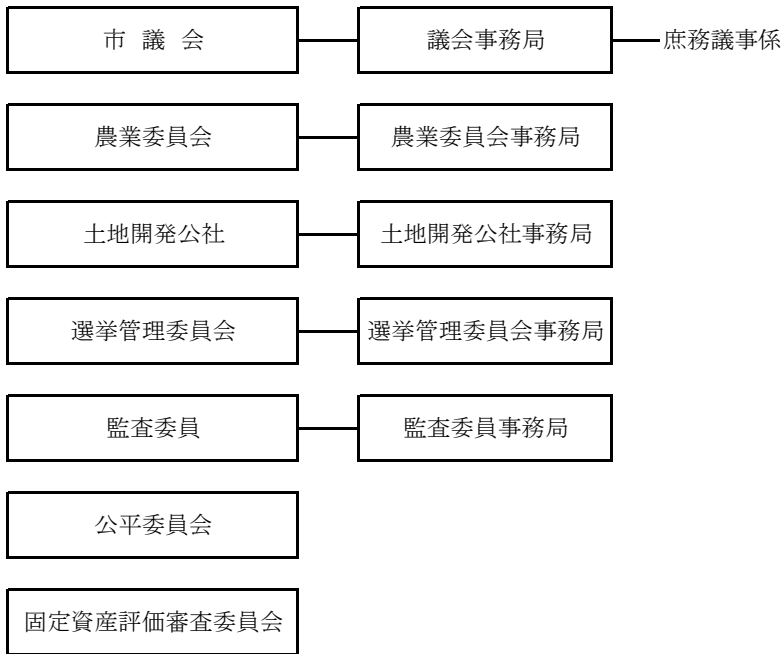 市 議 会 議会事務局 庶務議事係
農業委員会 農業委員会事務局
土地開発公社 土地開発公社事務局
選挙管理委員会 選挙管理委員会事務局
監査委員 監査委員事務局
公平委員会
固定資産評価審査委員会